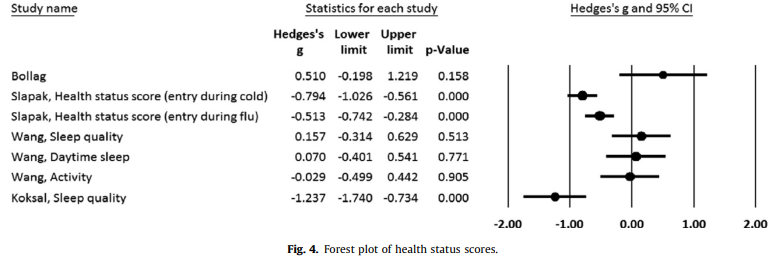 Study name Statistics for each study Hedges's g and 95% CI
Hedges's Lower Upper
g limit limit p-Value
Bollag 0.510 -0.198 1.219 0.158
Slapak, Health status score (entry during cold) -0.794 -1.026 -0.561 0.000
Slapak, Health status score (entry during flu) -0.513 -0.742 -0.284 0.000
Wang, Sleep quality 0.157 -0.314 0.629 0.513
Wang, Daytime sleep 0.070 -0.401 0.541 0.771
Wang, Activity -0.029 -0.499 0.442 0.905
Koksal, Sleep quality -1.237 -1.740 -0.734 0.000
-2.00 -1.00 0.00 1.00 2.00
Fig. 4. Forest plot of health status scores.